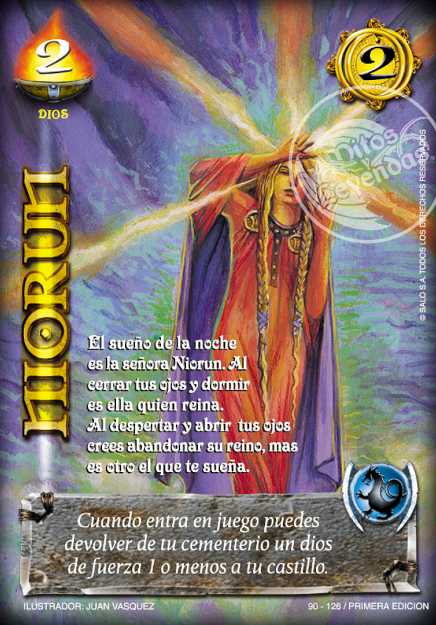 2
DIOS
2
Mitos
Leyendas
NIORUN
© SALO S.A. TODOS LOS DERECHOS RESERVADOS
El sueño de la noche
es la señora Niorun. Al
cerrar tus ojos y dormir
es ella quien reina.
Al despertar y abrir tus ojos
crees abandonar su reino, mas
es otro el que te sueña.
Cuando entra en juego puedes
devolver de tu cementerio un dios
de fuerza 1 o menos a tu castillo.
ILUSTRADOR: JUAN VASQUEZ
90 - 126 / PRIMERA EDICION